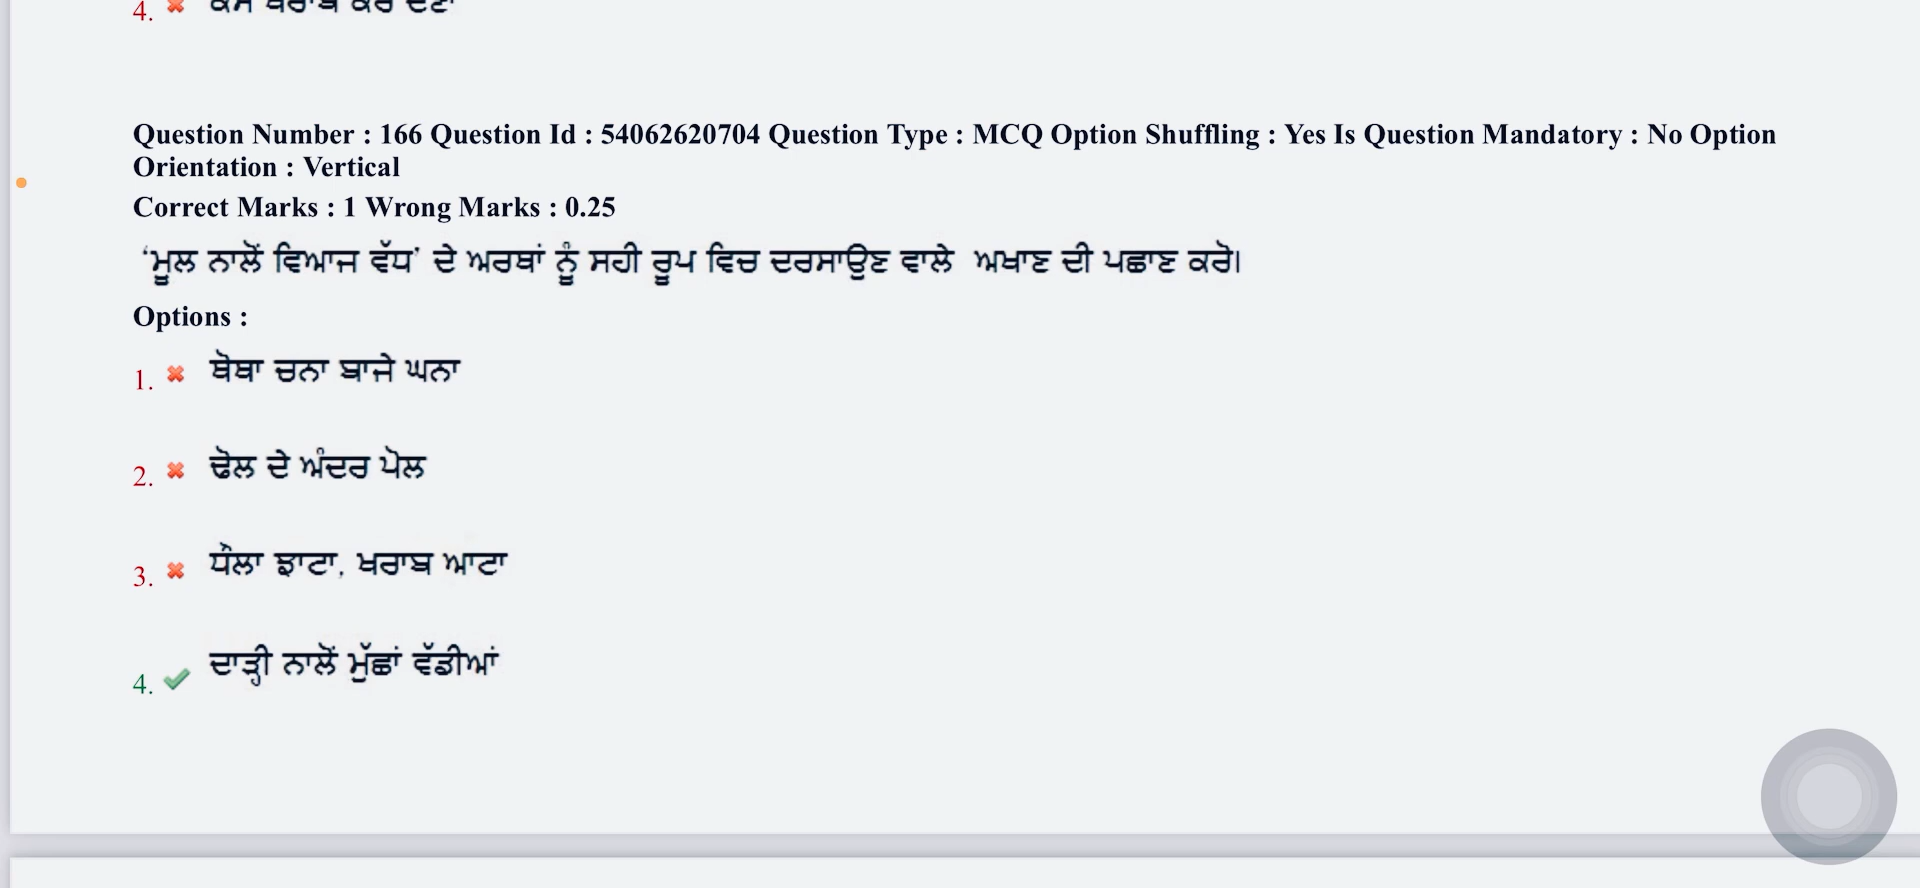 4.
Question Number : 166 Question Id : 54062620704 Question Type : MCQ Option Shuffling : Yes Is Question Mandatory : No Option
Orientation : Vertical
Correct Marks : 1 Wrong Marks : 0.25
‘ਮੂਲ ਨਾਲੋਂ ਵਿਆਜ ਵੱਧ’ ਦੇ ਅਰਥਾਂ ਨੂੰ ਸਹੀ ਰੂਪ ਵਿਚ ਦਰਸਾਉਣ ਵਾਲੇ ਅਖਾਣ ਦੀ ਪਛਾਣ ਕਰੋ।
Options :
1. ਥੋਥਾ ਚਨਾ ਬਾਜੇ ਘਨਾ
2. ਢੋਲ ਦੇ ਅੰਦਰ ਪੋਲ
3. ਧੌਲਾ ਝਾਟਾ, ਖਰਾਬ ਆਟਾ
4. ਦਾੜ੍ਹੀ ਨਾਲੋਂ ਮੁੱਛਾਂ ਵੱਡੀਆਂ